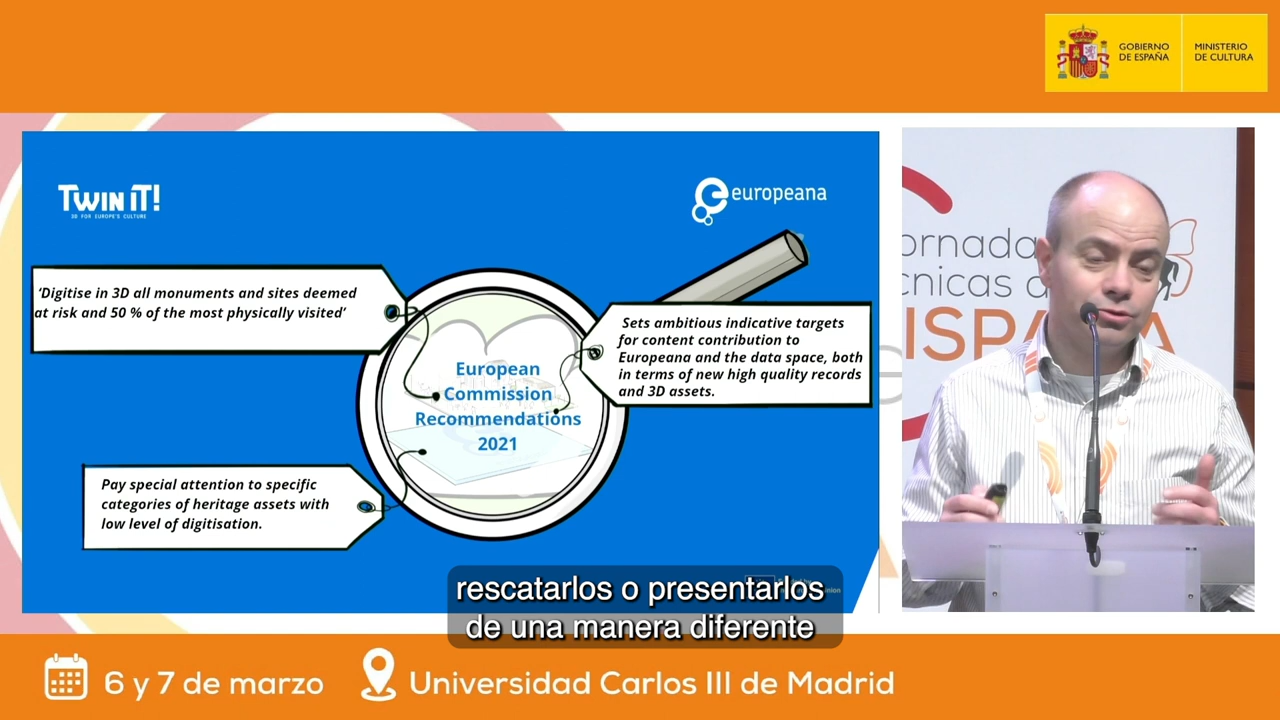 GOBIERNO
DE ESPAÑA
MINISTERIO
DE CULTURA
TWIN IT!
3D FOR EUROPE'S CULTURE
europeana
'Digitise in 3D all monuments and sites deemed
at risk and 50 % of the most physically visited'
Sets ambitious indicative targets
for content contribution to
Europeana and the data space, both
in terms of new high quality records
and 3D assets.
European
Commission
Recommendations
2021
Pay special attention to specific
categories of heritage assets with
low level of digitisation.
ornada
cnicas d
ISPA A
rescatarlos o presentarlos
de una manera diferente
6 y 7 de marzo
Universidad Carlos III de Madrid